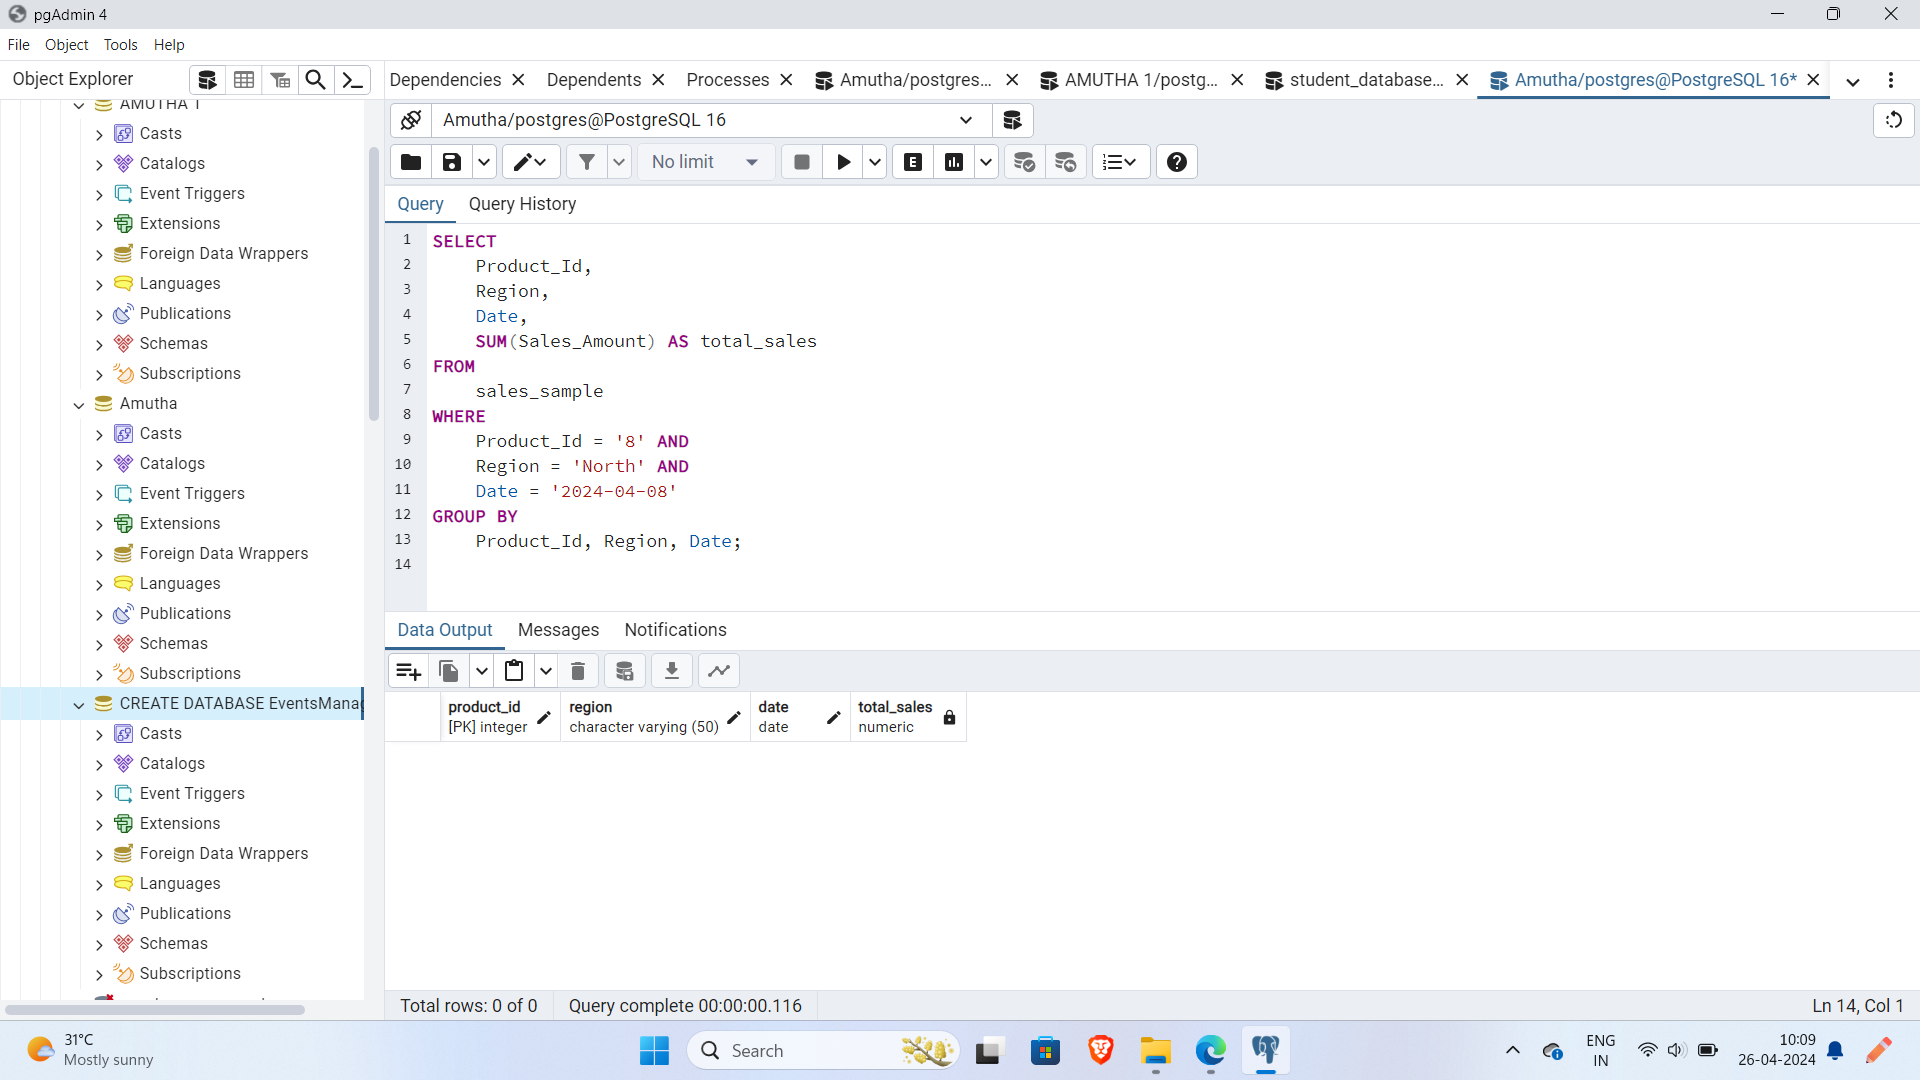 pgAdmin 4
File Object Tools Help
Object Explorer
Dependencies
Dependents
Processes
Amutha/postgres...
AMUTHA 1/postg...
student_database...
Amutha/postgres@PostgreSQL 16*
AMUTHA 1
Casts
Catalogs
Event Triggers
Extensions
Foreign Data Wrappers
Languages
Publications
Schemas
Subscriptions
Amutha
Casts
Catalogs
Event Triggers
Extensions
Foreign Data Wrappers
Languages
Publications
Schemas
Subscriptions
CREATE DATABASE EventsManag
Casts
Catalogs
Event Triggers
Extensions
Foreign Data Wrappers
Languages
Publications
Schemas
Subscriptions
Amutha/postgres@PostgreSQL 16
No limit
E
Query Query History
1 SELECT
2 Product_Id,
3 Region,
4 Date,
5 SUM(Sales_Amount) AS total_sales
6 FROM
7 sales_sample
8 WHERE
9 Product_Id = '8' AND
10 Region = 'North' AND
11 Date = '2024-04-08'
12 GROUP BY
13 Product_Id, Region, Date;
14
Data Output Messages Notifications
product_id region date total_sales
[PK] integer character varying (50) date numeric
Total rows: 0 of 0 Query complete 00:00:00.116 Ln 14, Col 1
31°C
Mostly sunny
Search
ENG
IN
10:09
26-04-2024